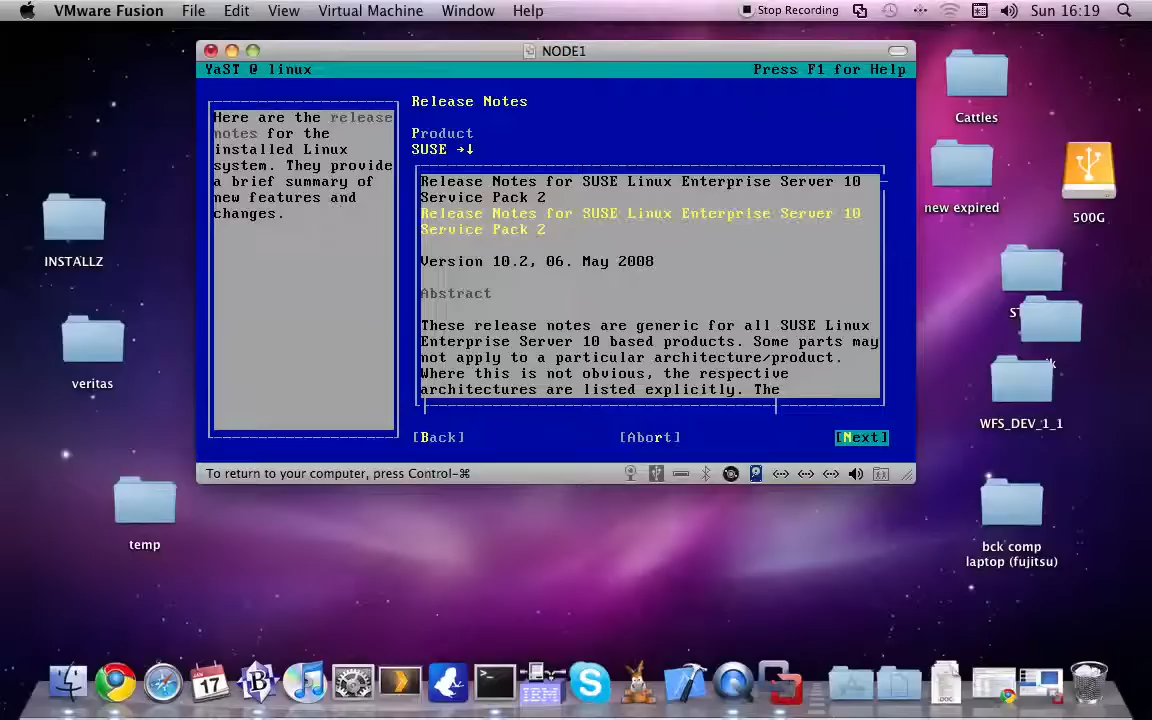 VMware Fusion File Edit View Virtual Machine Window Help Stop Recording Sun 16:19
NODE1
YaST @ linux Press F1 for Help
Here are the release
notes for the
installed Linux
system. They provide
a brief summary of
new features and
changes.
Release Notes
Product
SUSE →↓
Release Notes for SUSE Linux Enterprise Server 10
Service Pack 2
Release Notes for SUSE Linux Enterprise Server 10
Service Pack 2
Version 10.2, 06. May 2008
Abstract
These release notes are generic for all SUSE Linux
Enterprise Server 10 based products. Some parts may
not apply to a particular architecture/product.
Where this is not obvious, the respective
architectures are listed explicitly. The
[Back] [Abort] [Next]
To return to your computer, press Control-⌘
INSTALLZ
veritas
temp
Cattles
new expired
500G
WFS_DEV_1_1
bck comp
laptop (fujitsu)
JAN
17
B
IBM
S
DOC